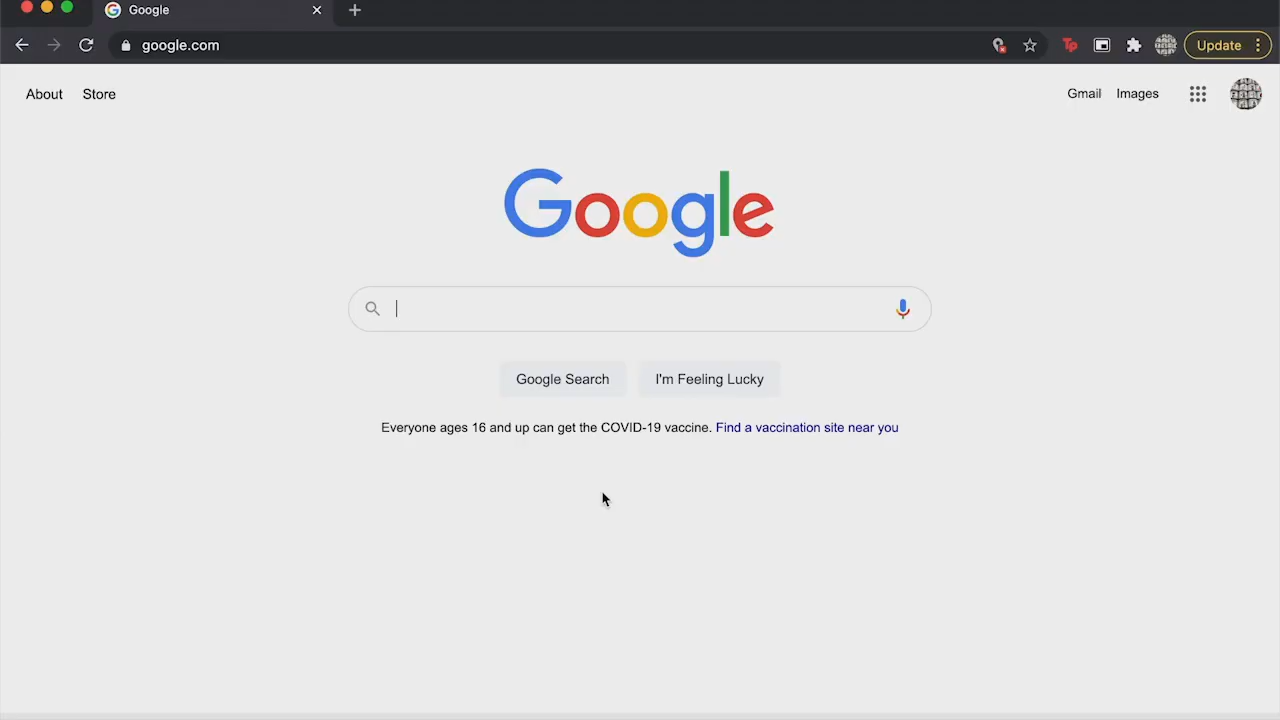 Google
google.com
Update
About Store
Gmail Images
Google
Google Search I'm Feeling Lucky
Everyone ages 16 and up can get the COVID-19 vaccine. Find a vaccination site near you